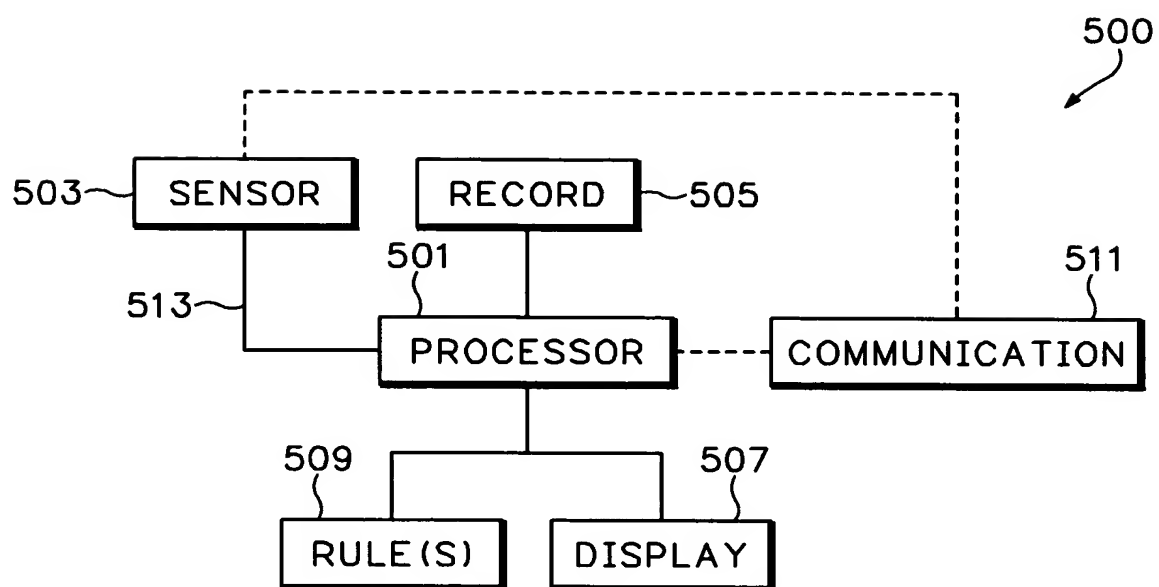 500
503
SENSOR
RECORD
505
501
511
513
PROCESSOR
COMMUNICATION
509
507
RULE(S)
DISPLAY